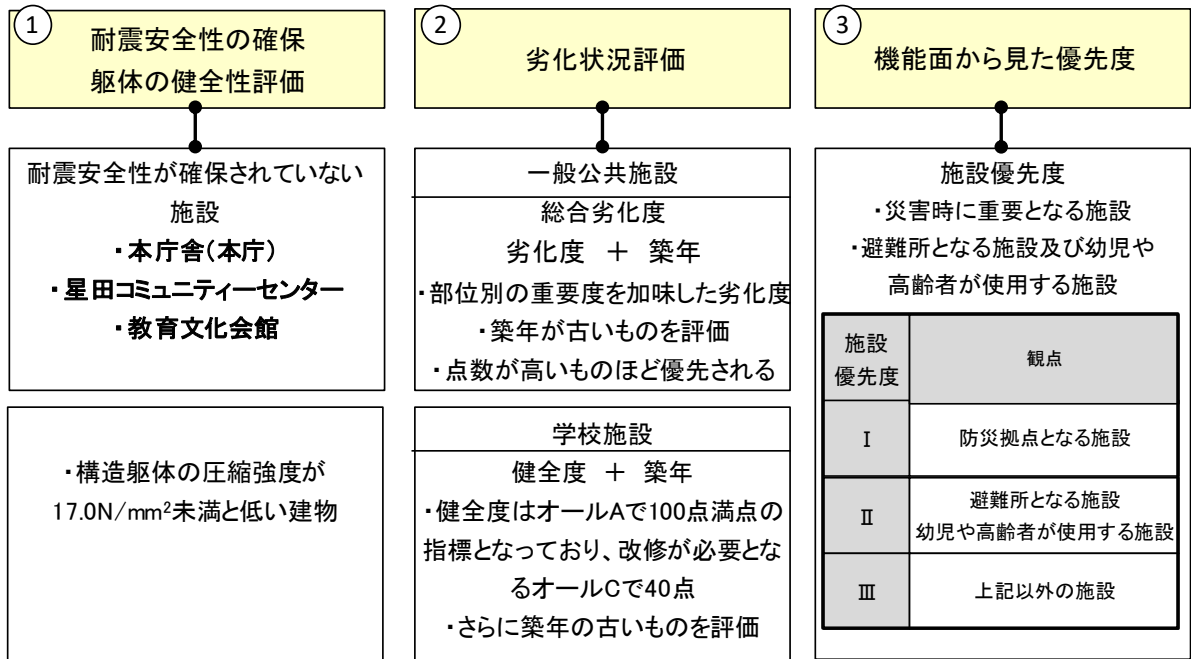 ①
耐震安全性の確保
躯体の健全性評価
耐震安全性が確保されていない
施設
・本庁舎(本庁)
・星田コミュニティーセンター
・教育文化会館
・構造躯体の圧縮強度が
17.0N/mm²未満と低い建物
②
劣化状況評価
一般公共施設
総合劣化度
劣化度 ＋ 築年
・部位別の重要度を加味した劣化度
・築年が古いものを評価
・点数が高いものほど優先される
学校施設
健全度 ＋ 築年
・健全度はオールAで100点満点の
指標となっており、改修が必要とな
るオールCで40点
・さらに築年の古いものを評価
③
機能面から見た優先度
施設優先度
・災害時に重要となる施設
・避難所となる施設及び幼児や
高齢者が使用する施設
施設
優先度
観点
Ⅰ
防災拠点となる施設
Ⅱ
避難所となる施設
幼児や高齢者が使用する施設
Ⅲ
上記以外の施設